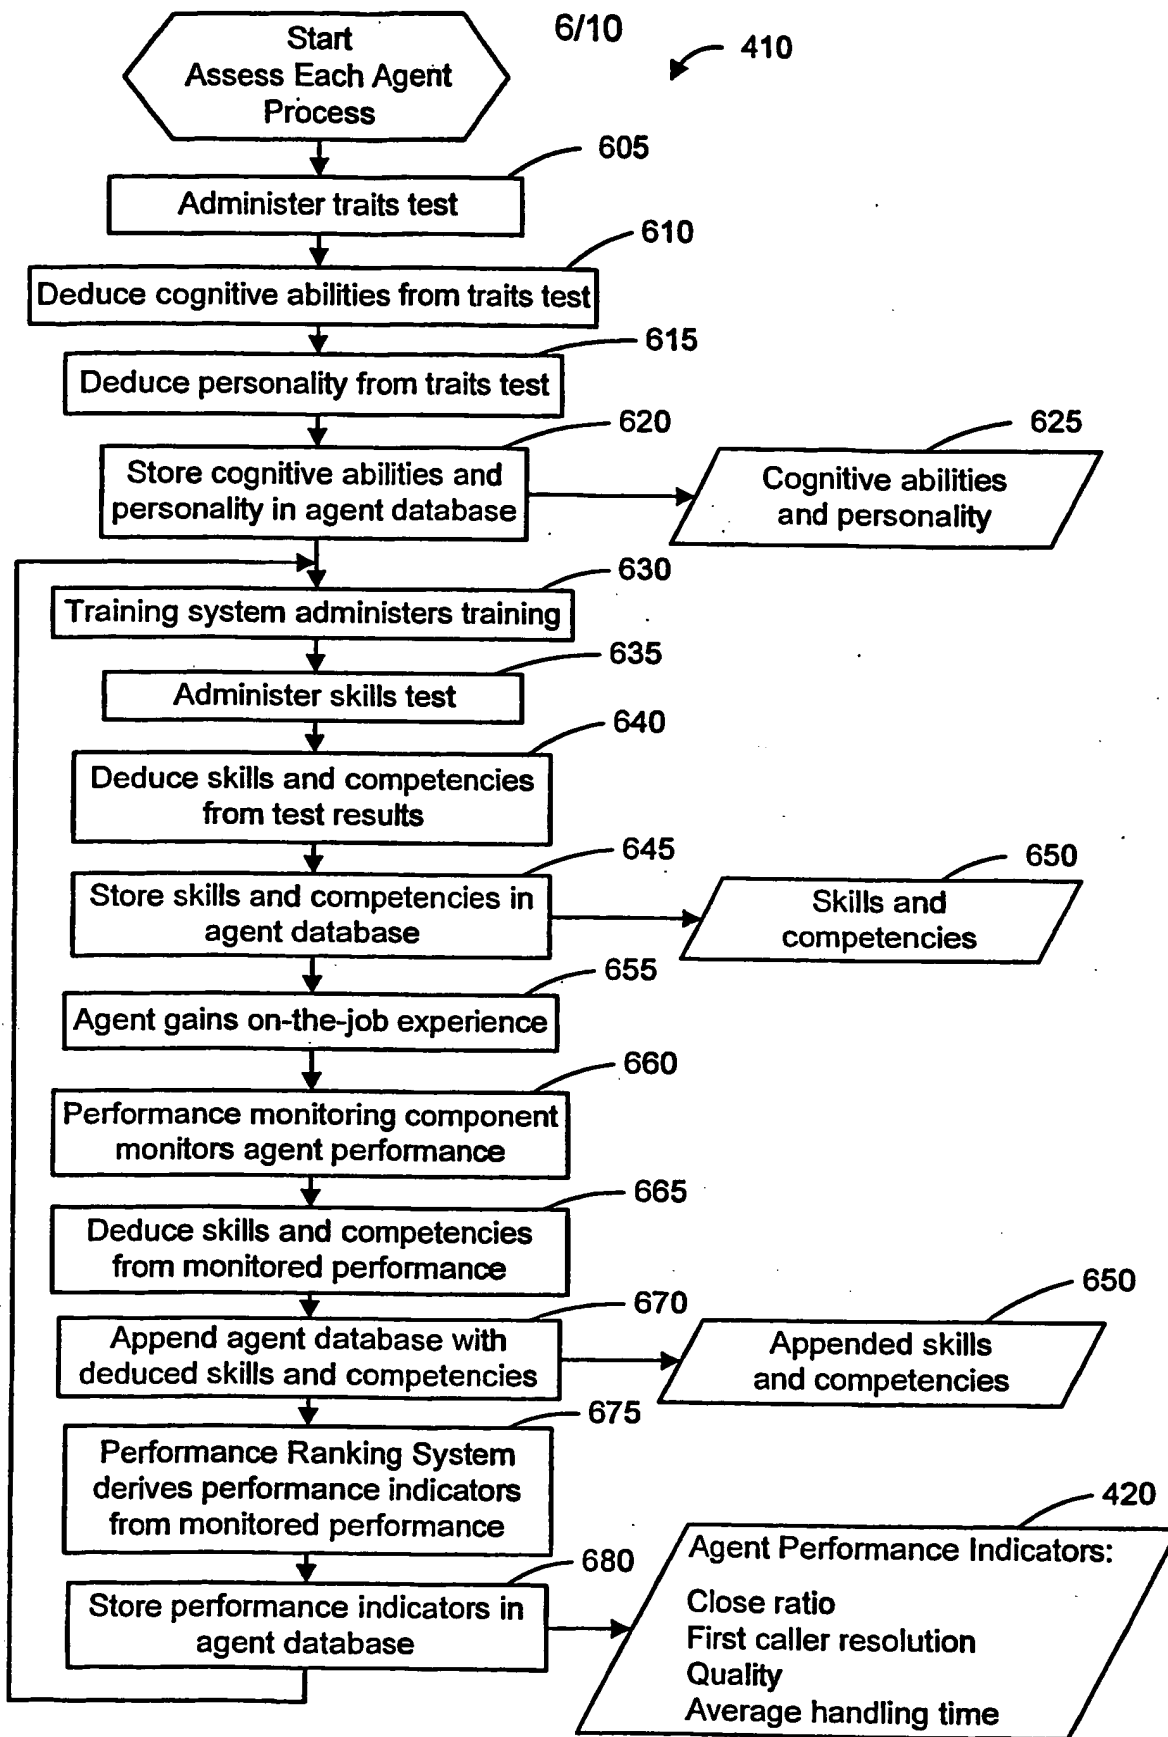 6/10
410
Start
Assess Each Agent
Process
605
Administer traits test
610
Deduce cognitive abilities from traits test
615
Deduce personality from traits test
620
Store cognitive abilities and
personality in agent database
625
Cognitive abilities
and personality
630
Training system administers training
635
Administer skills test
640
Deduce skills and competencies
from test results
645
Store skills and competencies in
agent database
650
Skills and
competencies
655
Agent gains on-the-job experience
660
Performance monitoring component
monitors agent performance
665
Deduce skills and competencies
from monitored performance
670
Append agent database with
deduced skills and competencies
650
Appended skills
and competencies
675
Performance Ranking System
derives performance indicators
from monitored performance
680
Store performance indicators in
agent database
420
Agent Performance Indicators:
Close ratio
First caller resolution
Quality
Average handling time